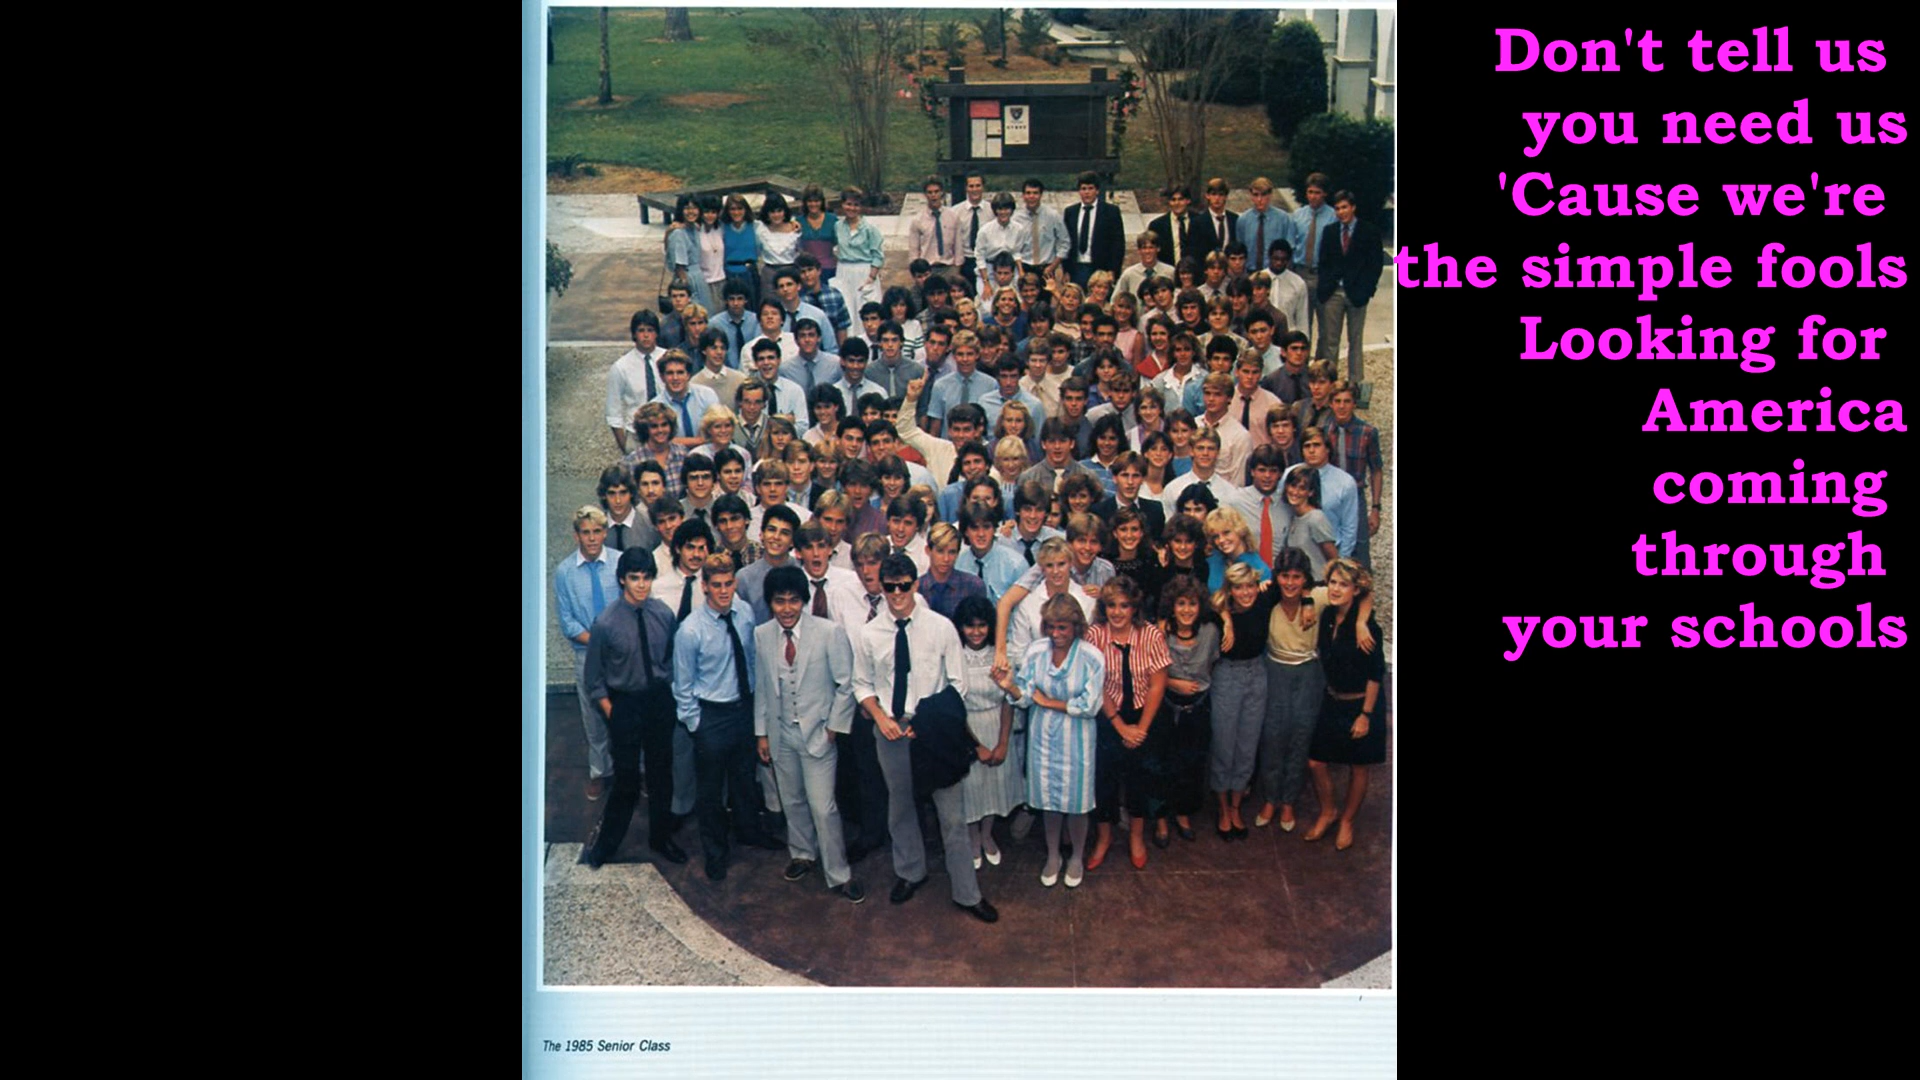 Don't tell us
you need us
'Cause we're
the simple fools
Looking for
America
coming
through
your schools
The 1985 Senior Class